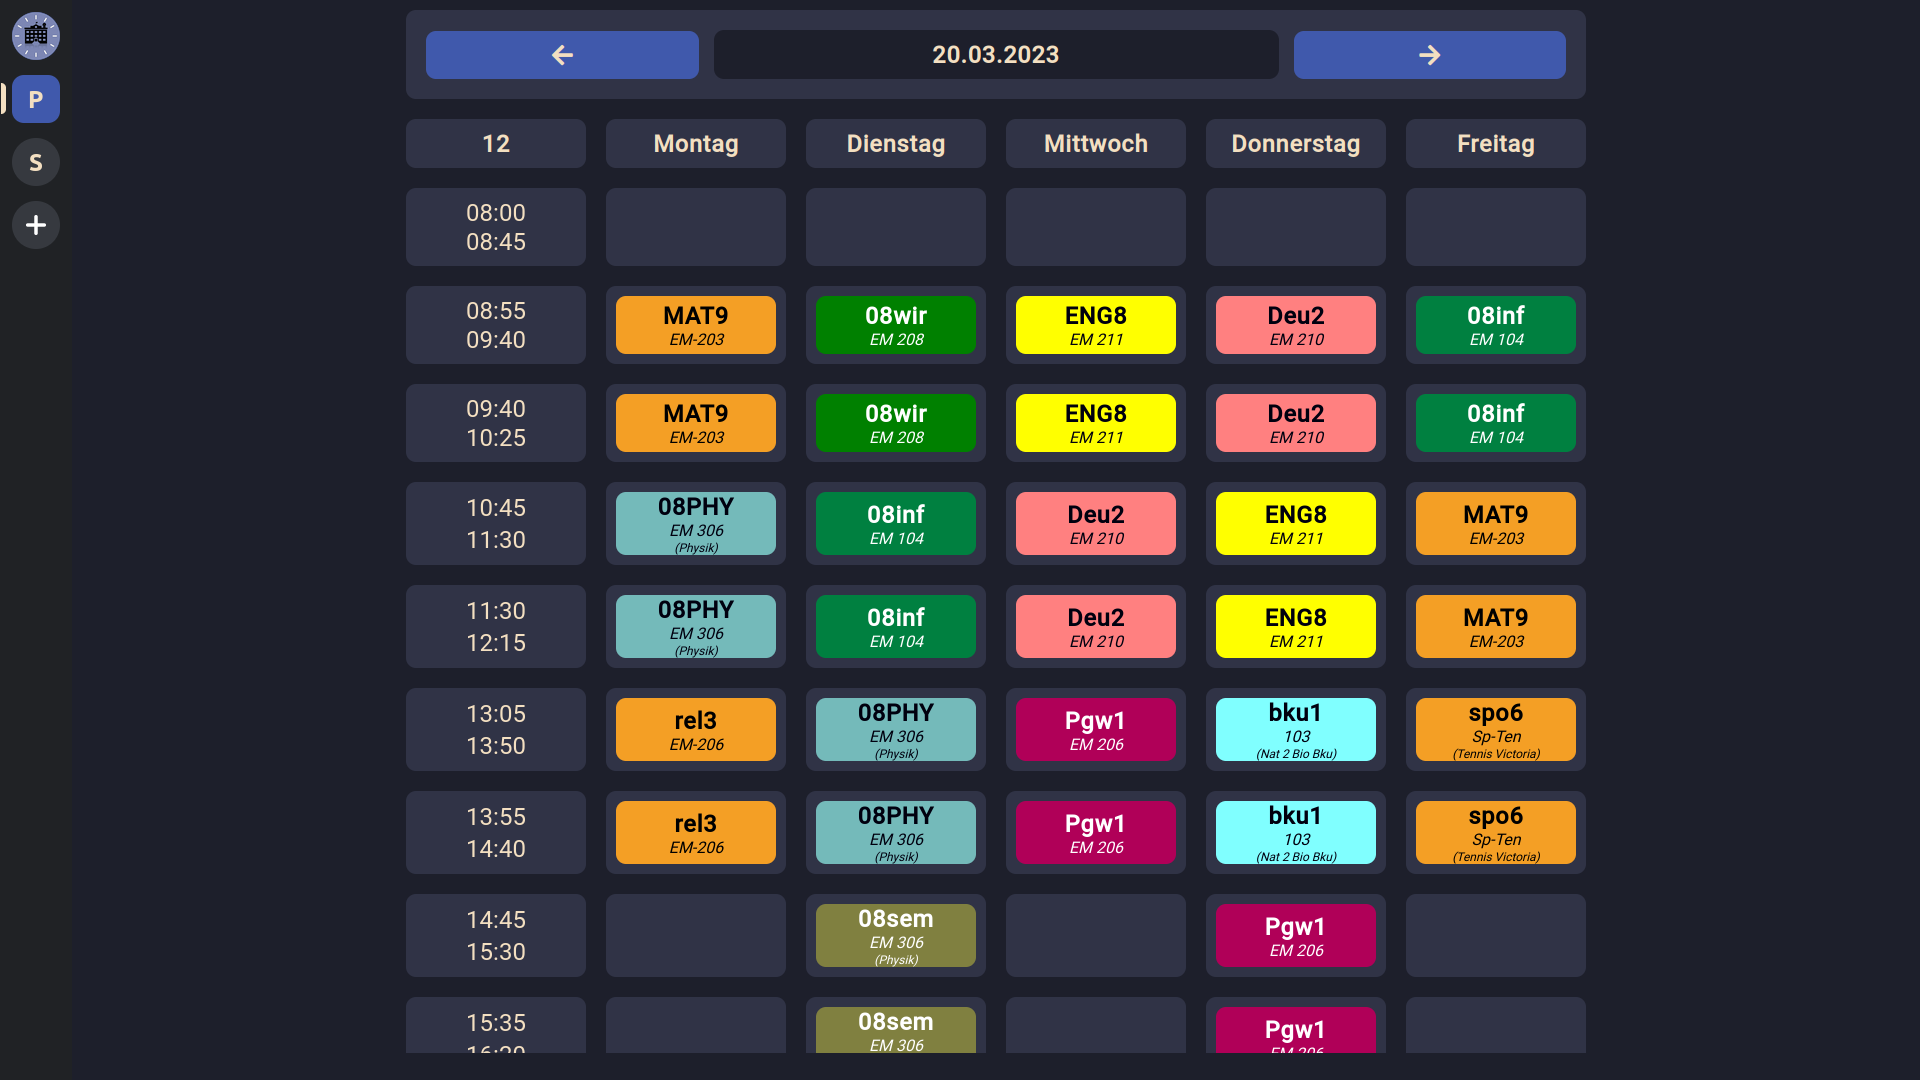 20.03.2023
P
S
12 Montag Dienstag Mittwoch Donnerstag Freitag
08:00
08:45
08:55 MAT9 08wir ENG8 Deu2 08inf
09:40 EM-203 EM 208 EM 211 EM 210 EM 104
09:40 MAT9 08wir ENG8 Deu2 08inf
10:25 EM-203 EM 208 EM 211 EM 210 EM 104
10:45 08PHY 08inf Deu2 ENG8 MAT9
11:30 EM 306 EM 104 EM 210 EM 211 EM-203
(Physik)
11:30 08PHY 08inf Deu2 ENG8 MAT9
12:15 EM 306 EM 104 EM 210 EM 211 EM-203
(Physik)
13:05 rel3 08PHY Pgw1 bku1 spo6
13:50 EM-206 EM 306 EM 206 103 Sp-Ten
(Physik) (Nat 2 Bio Bku) (Tennis Victoria)
13:55 rel3 08PHY Pgw1 bku1 spo6
14:40 EM-206 EM 306 EM 206 103 Sp-Ten
(Physik) (Nat 2 Bio Bku) (Tennis Victoria)
14:45 08sem Pgw1
15:30 EM 306 EM 206
(Physik)
15:35 08sem Pgw1
EM 306 EM 206